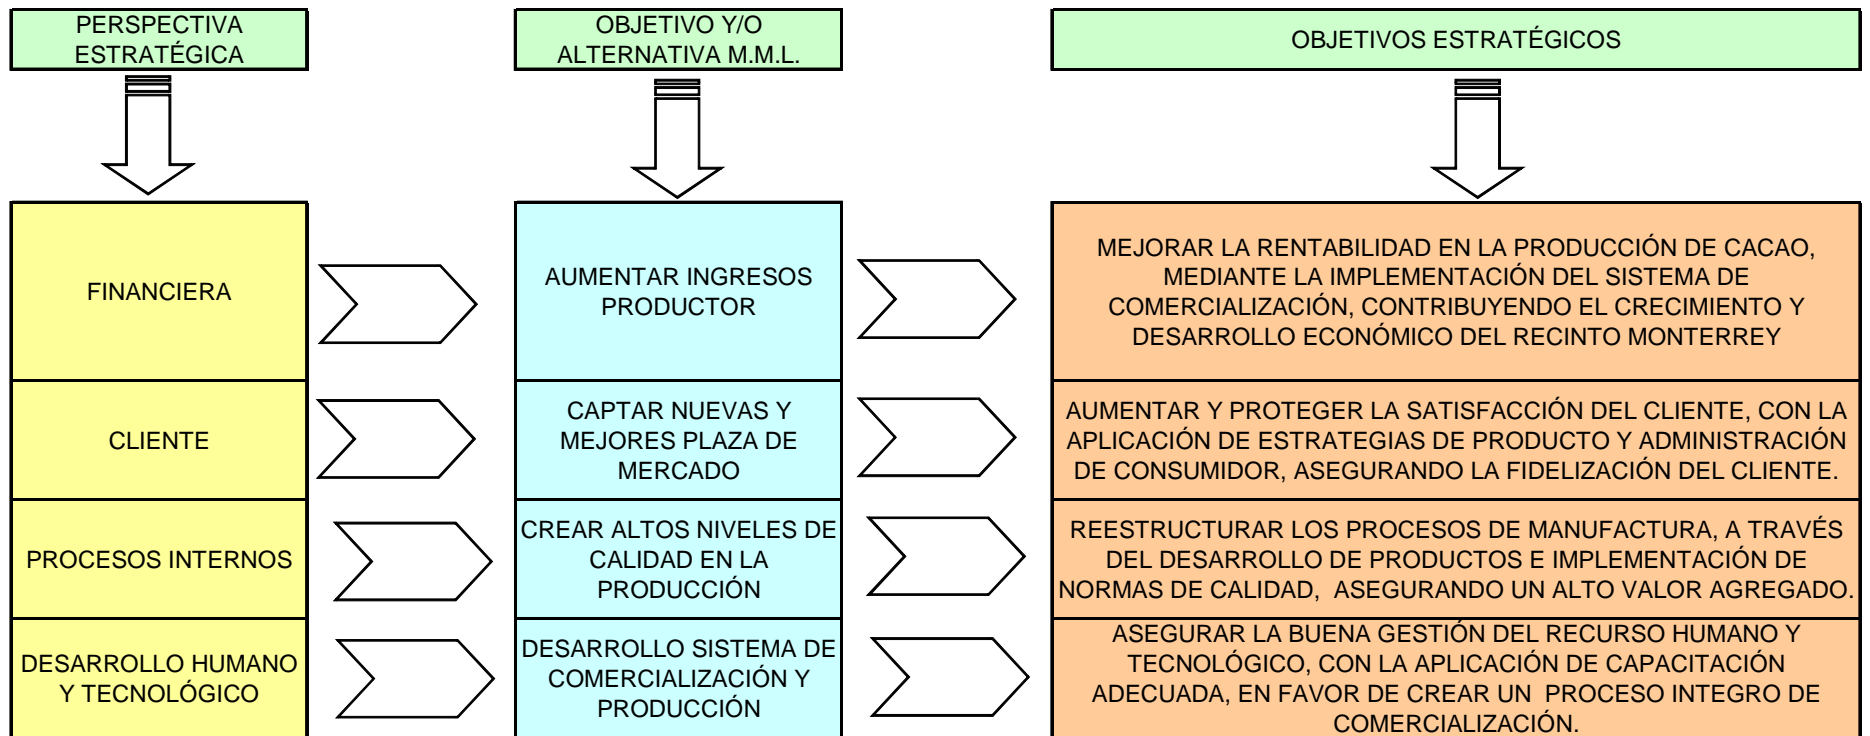 PERSPECTIVA
ESTRATÉGICA
OBJETIVO Y/O
ALTERNATIVA M.M.L.
OBJETIVOS ESTRATÉGICOS
FINANCIERA
AUMENTAR INGRESOS
PRODUCTOR
MEJORAR LA RENTABILIDAD EN LA PRODUCCIÓN DE CACAO,
MEDIANTE LA IMPLEMENTACIÓN DEL SISTEMA DE
COMERCIALIZACIÓN, CONTRIBUYENDO EL CRECIMIENTO Y
DESARROLLO ECONÓMICO DEL RECINTO MONTERREY
CLIENTE
CAPTAR NUEVAS Y
MEJORES PLAZA DE
MERCADO
AUMENTAR Y PROTEGER LA SATISFACCIÓN DEL CLIENTE, CON LA
APLICACIÓN DE ESTRATEGIAS DE PRODUCTO Y ADMINISTRACIÓN
DE CONSUMIDOR, ASEGURANDO LA FIDELIZACIÓN DEL CLIENTE.
PROCESOS INTERNOS
CREAR ALTOS NIVELES DE
CALIDAD EN LA
PRODUCCIÓN
REESTRUCTURAR LOS PROCESOS DE MANUFACTURA, A TRAVÉS
DEL DESARROLLO DE PRODUCTOS E IMPLEMENTACIÓN DE
NORMAS DE CALIDAD,  ASEGURANDO UN ALTO VALOR AGREGADO.
DESARROLLO HUMANO
Y TECNOLÓGICO
DESARROLLO SISTEMA DE
COMERCIALIZACIÓN Y
PRODUCCIÓN
ASEGURAR LA BUENA GESTIÓN DEL RECURSO HUMANO Y
TECNOLÓGICO, CON LA APLICACIÓN DE CAPACITACIÓN
ADECUADA, EN FAVOR DE CREAR UN  PROCESO INTEGRO DE
COMERCIALIZACIÓN.